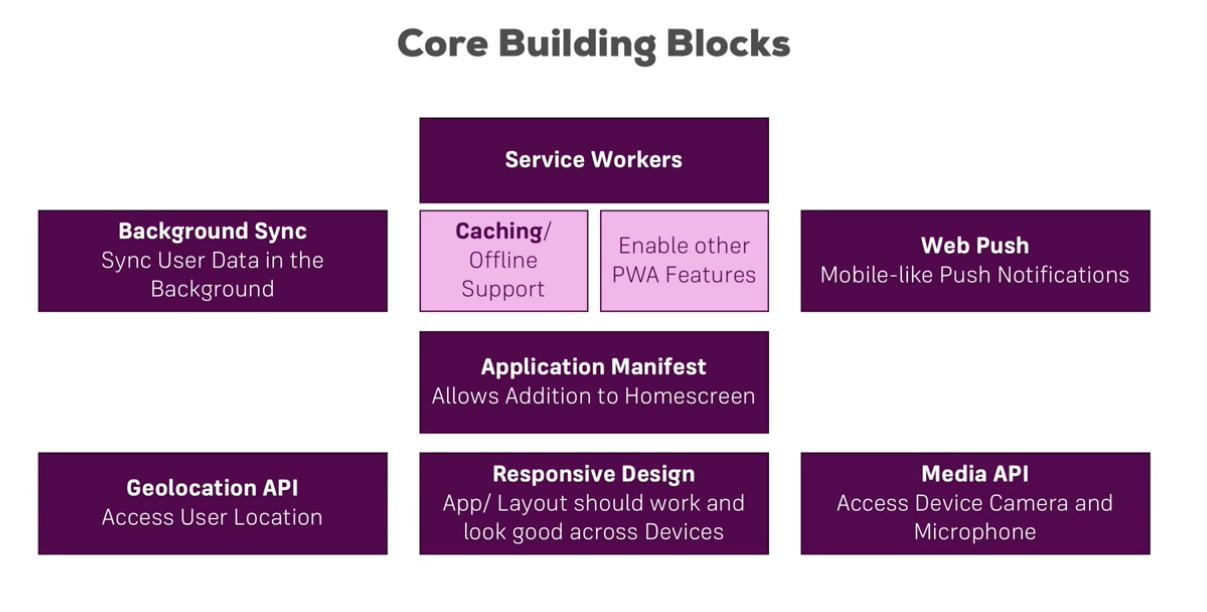 Core Building Blocks
Service Workers
Background Sync
Sync User Data in the
Background
Caching/
Offline
Support
Enable other
PWA Features
Web Push
Mobile-like Push Notifications
Application Manifest
Allows Addition to Homescreen
Geolocation API
Access User Location
Responsive Design
App/ Layout should work and
look good across Devices
Media API
Access Device Camera and
Microphone